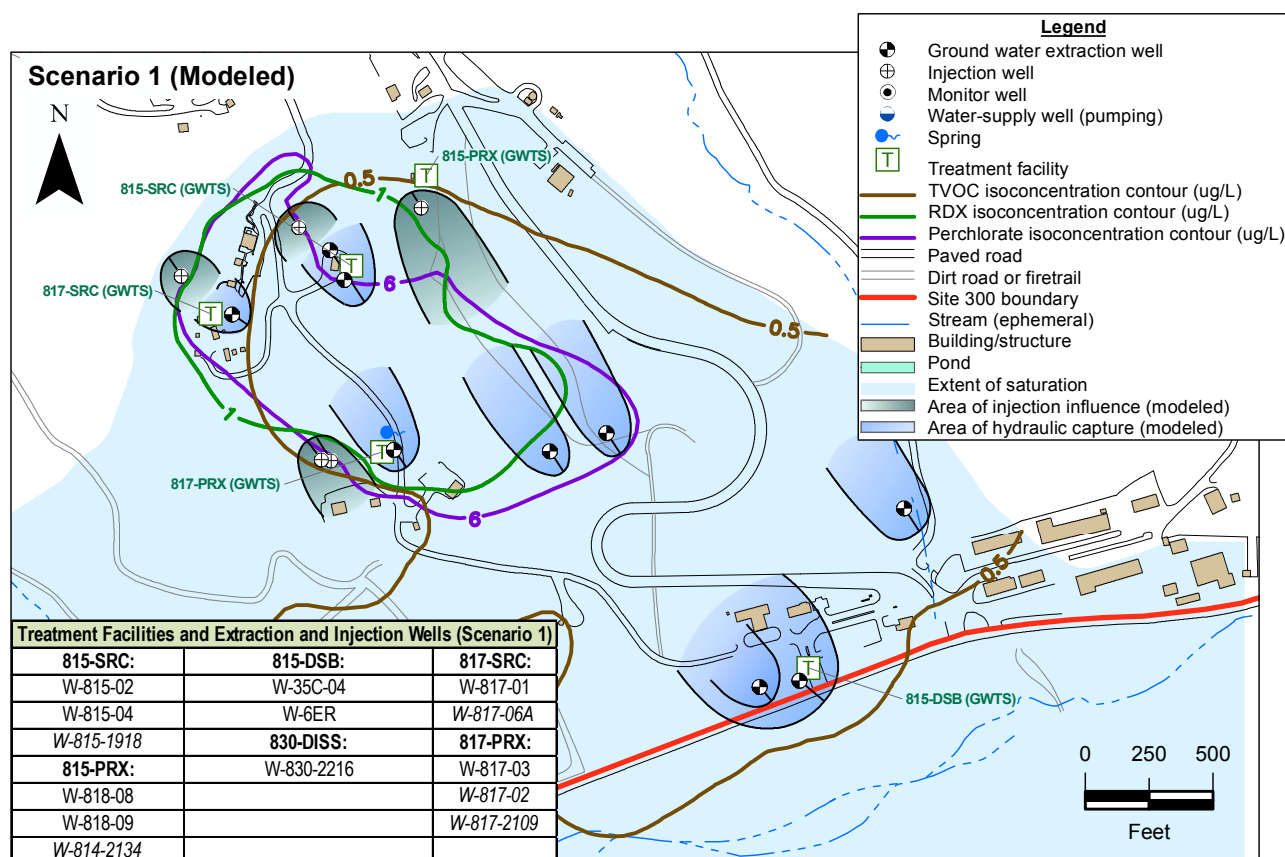 Scenario 1 (Modeled)
N
Legend
Ground water extraction well
Injection well
Monitor well
Water-supply well (pumping)
Spring
T Treatment facility
TVOC isoconcentration contour (ug/L)
RDX isoconcentration contour (ug/L)
Perchlorate isoconcentration contour (ug/L)
Paved road
Dirt road or firetrail
Site 300 boundary
Stream (ephemeral)
Building/structure
Pond
Extent of saturation
Area of injection influence (modeled)
Area of hydraulic capture (modeled)
815-PRX (GWTS)
T
815-SRC (GWTS)
0.5
1
T
6
817-SRC (GWTS)
T
0.5
1
T
817-PRX (GWTS)
6
0.5
T
815-DSB (GWTS)
Treatment Facilities and Extraction and Injection Wells (Scenario 1)
815-SRC: 815-DSB: 817-SRC:
W-815-02 W-35C-04 W-817-01
W-815-04 W-6ER W-817-06A
W-815-1918 830-DISS: 817-PRX:
815-PRX: W-830-2216 W-817-03
W-818-08 W-817-02
W-818-09 W-817-2109
W-814-2134
0 250 500
Feet